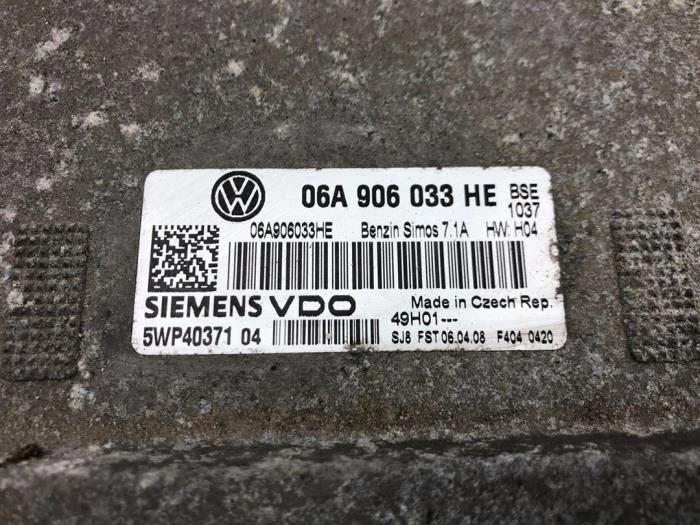 06A 906 033 HE BSE
1037
06A906033HE Benzin Simos 7.1A HW: H04
SIEMENS VDO Made in Czech Rep.
49H01---
5WP40371 04 SJ8 FST 06.04.08 F404 0420